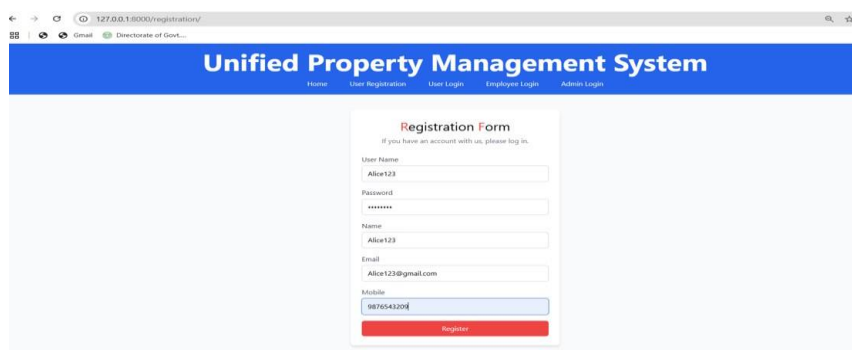 127.0.0.1:8000/registration/
Gmail Directorate of Govt....
Unified Property Management System
Home User Registration User Login Employee Login Admin Login
Registration Form
If you have an account with us, please log in.
User Name
Alice123
Password
••••••••
Name
Alice123
Email
Alice123@gmail.com
Mobile
9876543209
Register